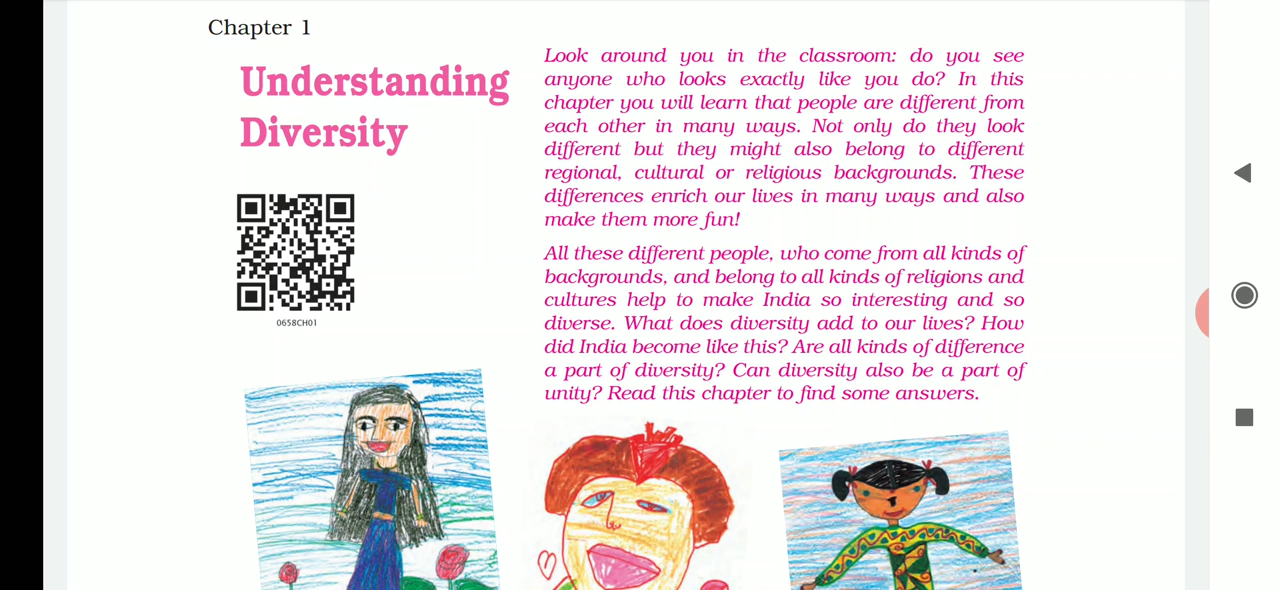 Chapter 1
Understanding
Diversity
0658CH01
Look around you in the classroom: do you see
anyone who looks exactly like you do? In this
chapter you will learn that people are different from
each other in many ways. Not only do they look
different but they might also belong to different
regional, cultural or religious backgrounds. These
differences enrich our lives in many ways and also
make them more fun!
All these different people, who come from all kinds of
backgrounds, and belong to all kinds of religions and
cultures help to make India so interesting and so
diverse. What does diversity add to our lives? How
did India become like this? Are all kinds of difference
a part of diversity? Can diversity also be a part of
unity? Read this chapter to find some answers.